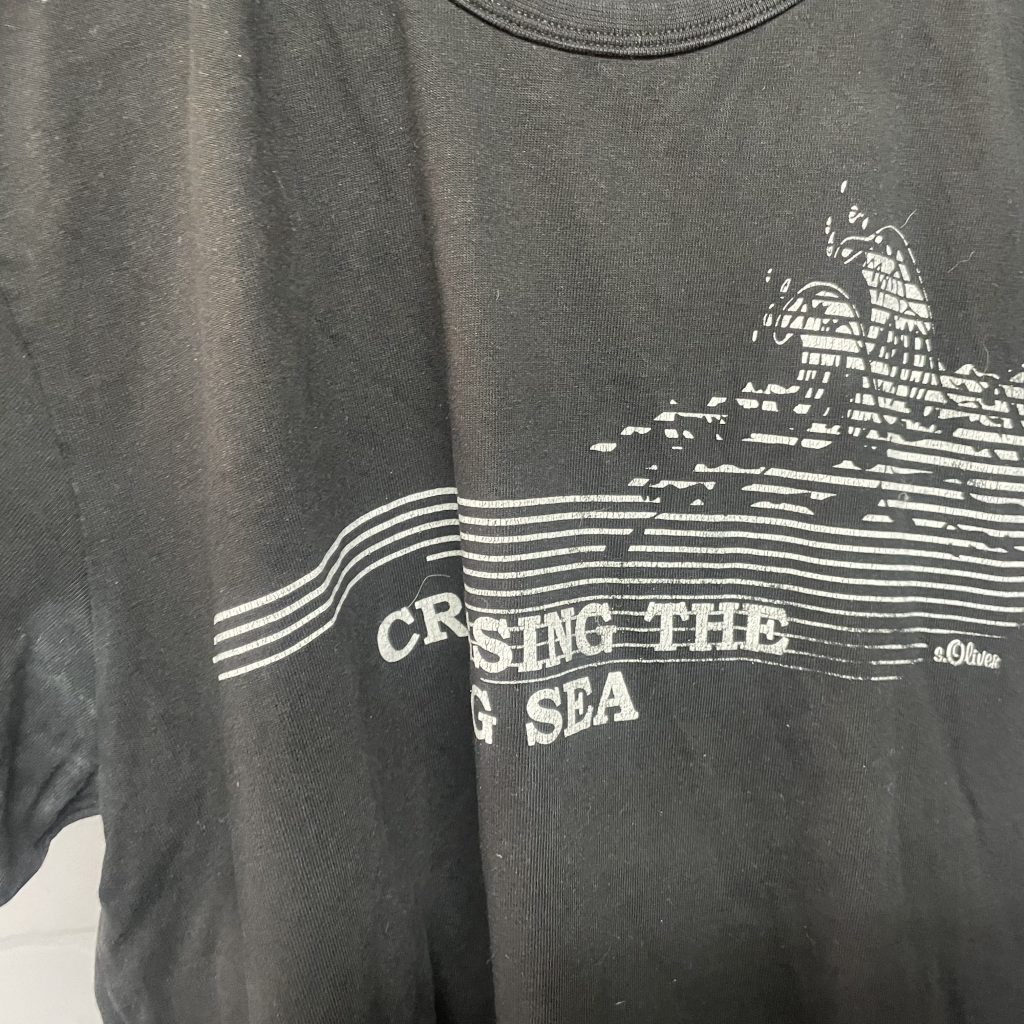 CR SING THE
s.Oliver
G SEA